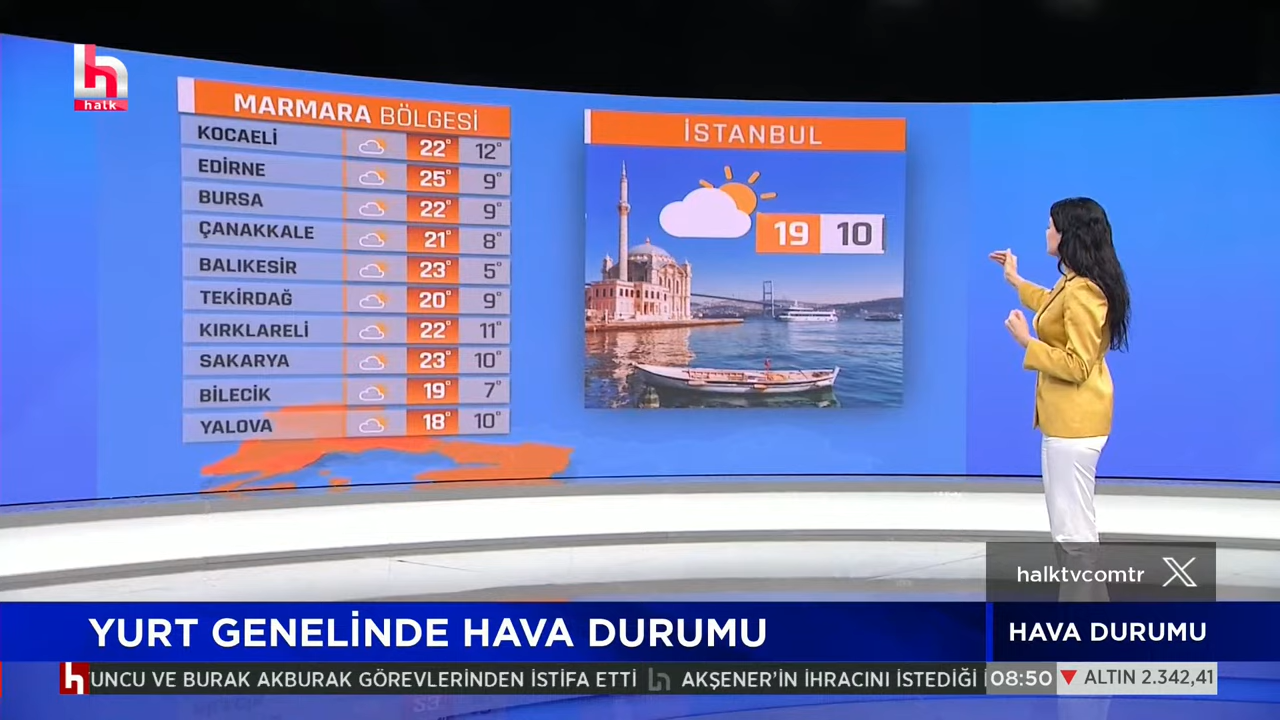 halk
MARMARA BÖLGESİ
KOCAELİ 22° 12°
EDİRNE 25° 9°
BURSA 22° 9°
ÇANAKKALE 21° 8°
BALIKESİR 23° 5°
TEKİRDAĞ 20° 9°
KIRKLARELİ 22° 11°
SAKARYA 23° 10°
BİLECİK 19° 7°
YALOVA 18° 10°
İSTANBUL
19 10
halktvcomtr
YURT GENELİNDE HAVA DURUMU
HAVA DURUMU
UNCU VE BURAK AKBURAK GÖREVLERİNDEN İSTİFA ETTİ AKŞENER'İN İHRACINI İSTEDİĞİ 08:50 ALTIN 2.342,41